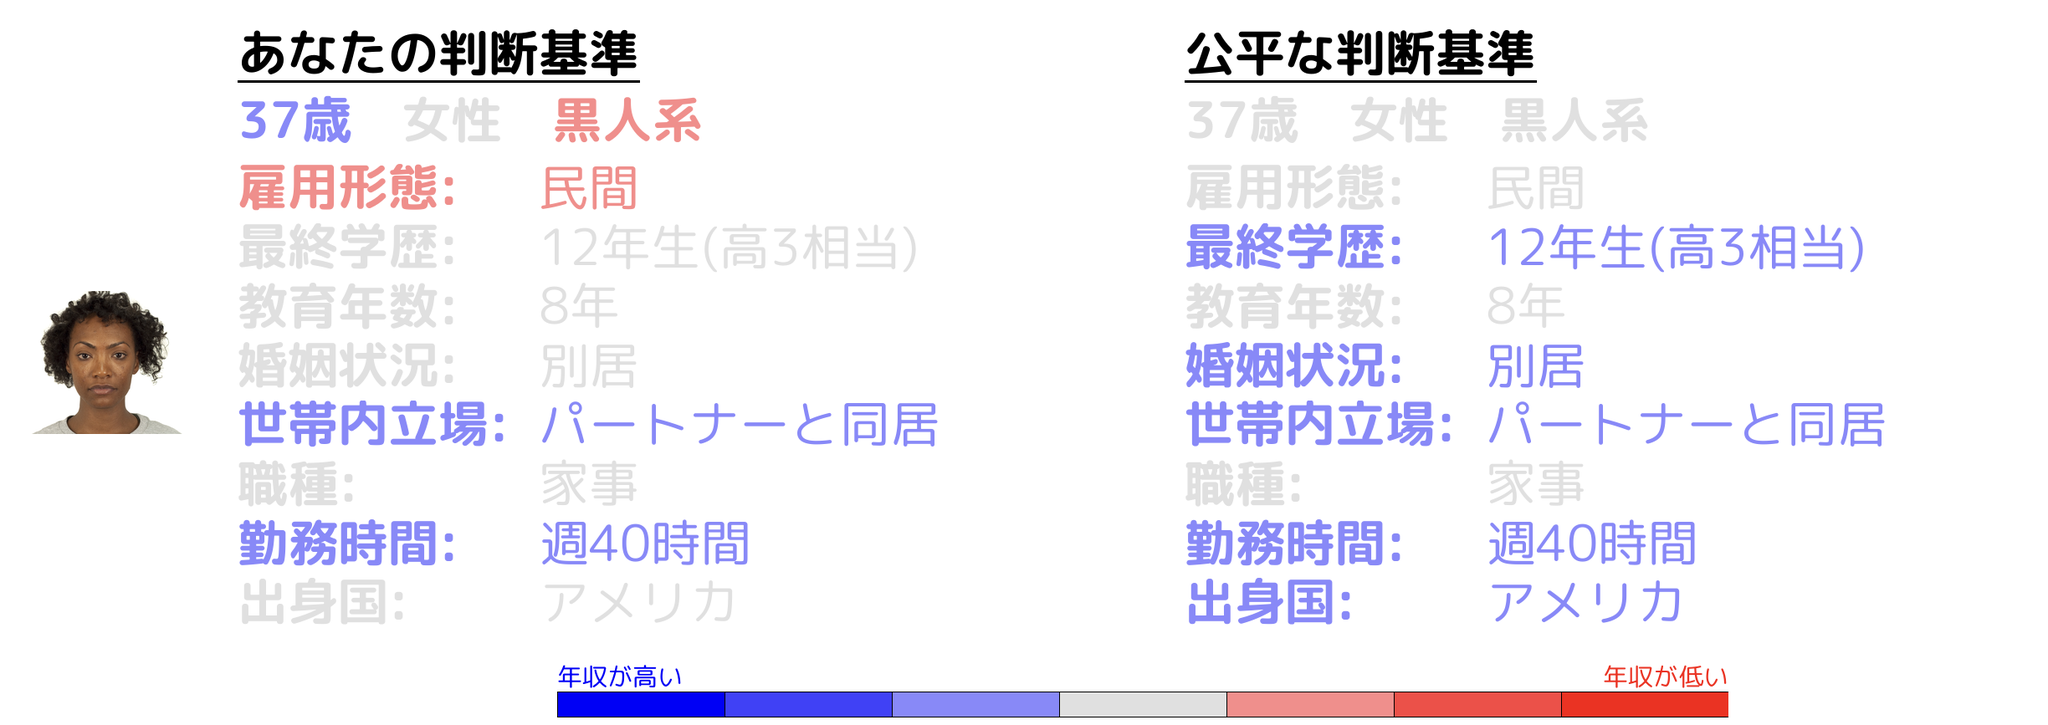 あなたの判断基準
37歳 女性 黒人系
雇用形態: 民間
最終学歴: 12年生(高3相当)
教育年数: 8年
婚姻状況: 別居
世帯内立場: パートナーと同居
職種: 家事
勤務時間: 週40時間
出身国: アメリカ
公平な判断基準
37歳 女性 黒人系
雇用形態: 民間
最終学歴: 12年生(高3相当)
教育年数: 8年
婚姻状況: 別居
世帯内立場: パートナーと同居
職種: 家事
勤務時間: 週40時間
出身国: アメリカ
年収が高い
年収が低い